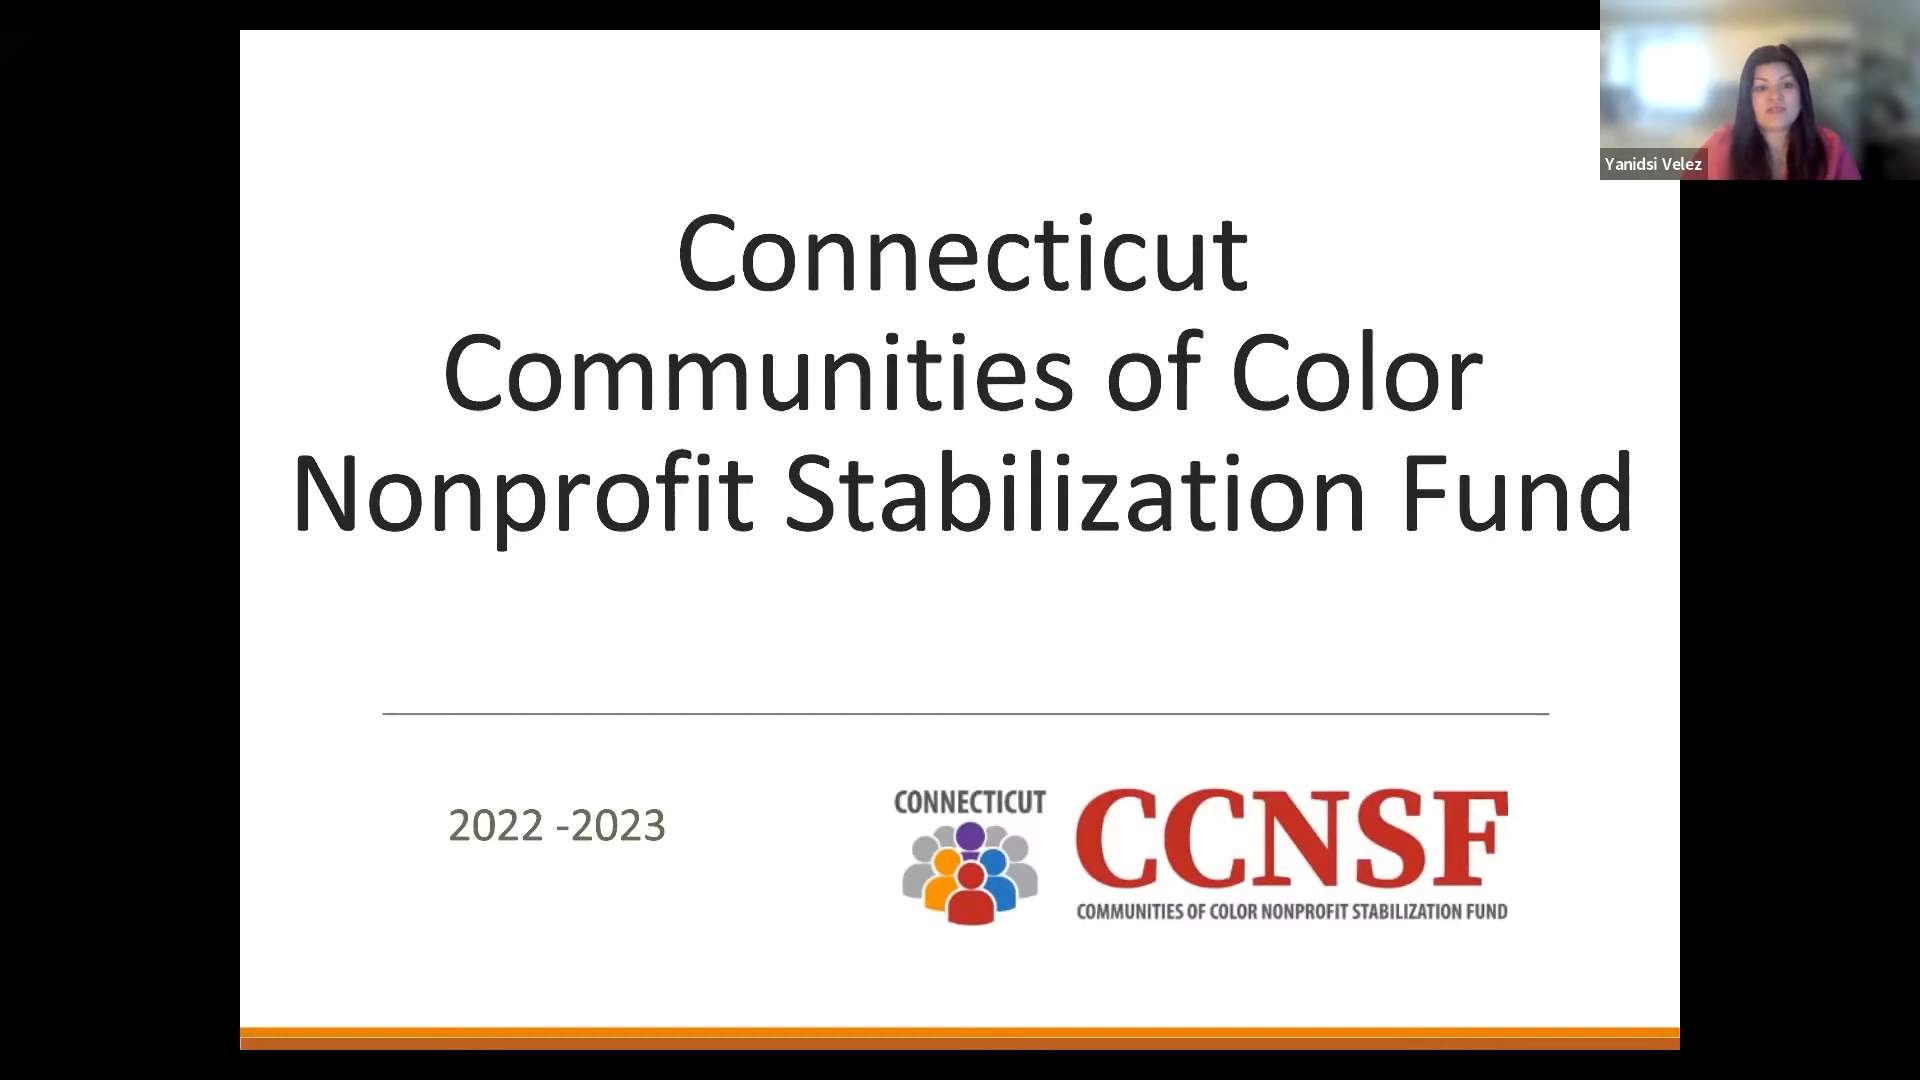 Connecticut
Communities of Color
Nonprofit Stabilization Fund
2022 -2023
CONNECTICUT
CCNSF
COMMUNITIES OF COLOR NONPROFIT STABILIZATION FUND
Yanidsi Velez